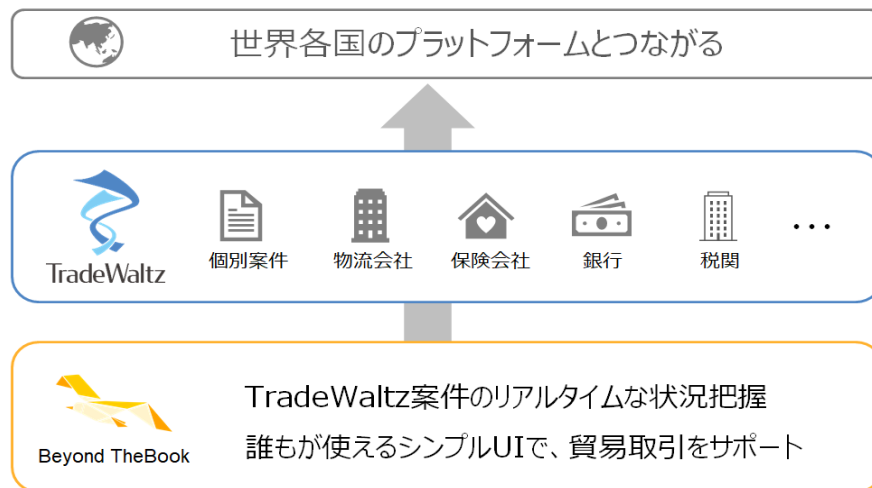 世界各国のプラットフォームとつながる
TradeWaltz
個別案件
物流会社
保険会社
銀行
税関
・・・
Beyond TheBook
TradeWaltz案件のリアルタイムな状況把握
誰もが使えるシンプルUIで、貿易取引をサポート